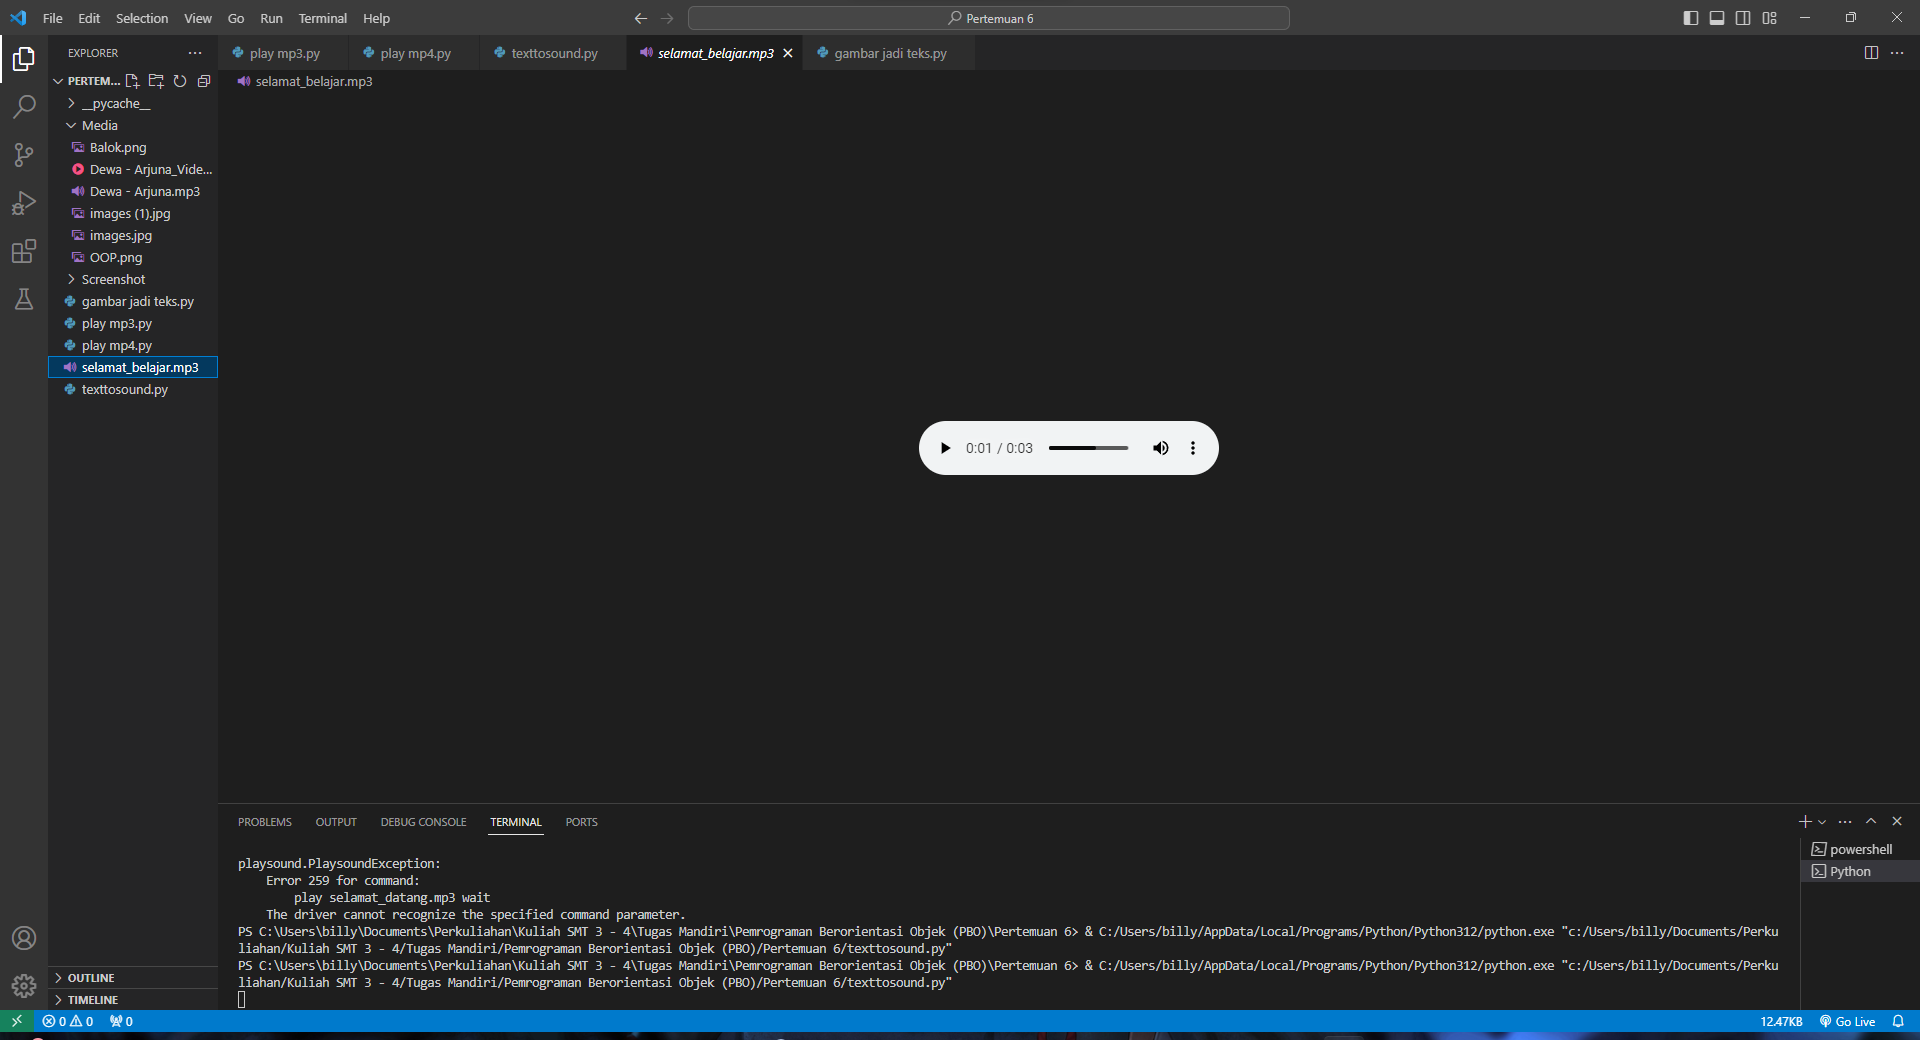 File Edit Selection View Go Run Terminal Help
Pertemuan 6
EXPLORER
play mp3.py
play mp4.py
texttosound.py
selamat_belajar.mp3
gambar jadi teks.py
PERTEM...
selamat_belajar.mp3
__pycache__
Media
Balok.png
Dewa - Arjuna_Vide...
Dewa - Arjuna.mp3
images (1).jpg
images.jpg
OOP.png
Screenshot
gambar jadi teks.py
play mp3.py
play mp4.py
selamat_belajar.mp3
texttosound.py
0:01 / 0:03
PROBLEMS OUTPUT DEBUG CONSOLE TERMINAL PORTS
playsound.PlaysoundException:
Error 259 for command:
play selamat_datang.mp3 wait
The driver cannot recognize the specified command parameter.
PS C:\Users\billy\Documents\Perkuliahan\Kuliah SMT 3 - 4\Tugas Mandiri\Pemrograman Berorientasi Objek (PBO)\Pertemuan 6> & C:/Users/billy/AppData/Local/Programs/Python/Python312/python.exe "c:/Users/billy/Documents/Perku
liahan/Kuliah SMT 3 - 4/Tugas Mandiri/Pemrograman Berorientasi Objek (PBO)/Pertemuan 6/texttosound.py"
PS C:\Users\billy\Documents\Perkuliahan\Kuliah SMT 3 - 4\Tugas Mandiri\Pemrograman Berorientasi Objek (PBO)\Pertemuan 6> & C:/Users/billy/AppData/Local/Programs/Python/Python312/python.exe "c:/Users/billy/Documents/Perku
liahan/Kuliah SMT 3 - 4/Tugas Mandiri/Pemrograman Berorientasi Objek (PBO)/Pertemuan 6/texttosound.py"
powershell
Python
OUTLINE
TIMELINE
0 0 0
12.47KB Go Live